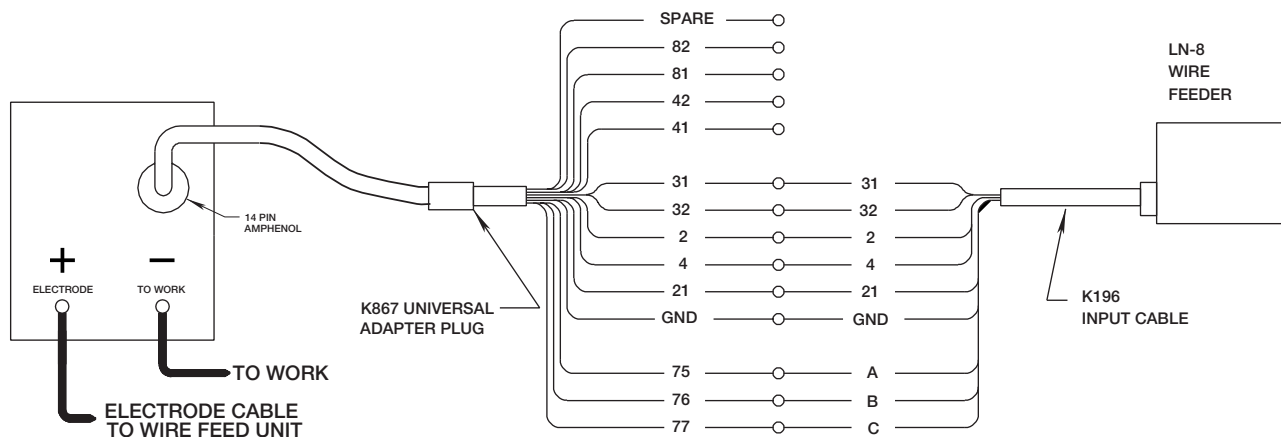 SPARE
82
81
42
41
31 31
32 32
2 2
4 4
21 21
GND GND
75 A
76 B
77 C
LN-8
WIRE
FEEDER
14 PIN
AMPHENOL
+ −
ELECTRODE TO WORK
K867 UNIVERSAL
ADAPTER PLUG
K196
INPUT CABLE
TO WORK
ELECTRODE CABLE
TO WIRE FEED UNIT